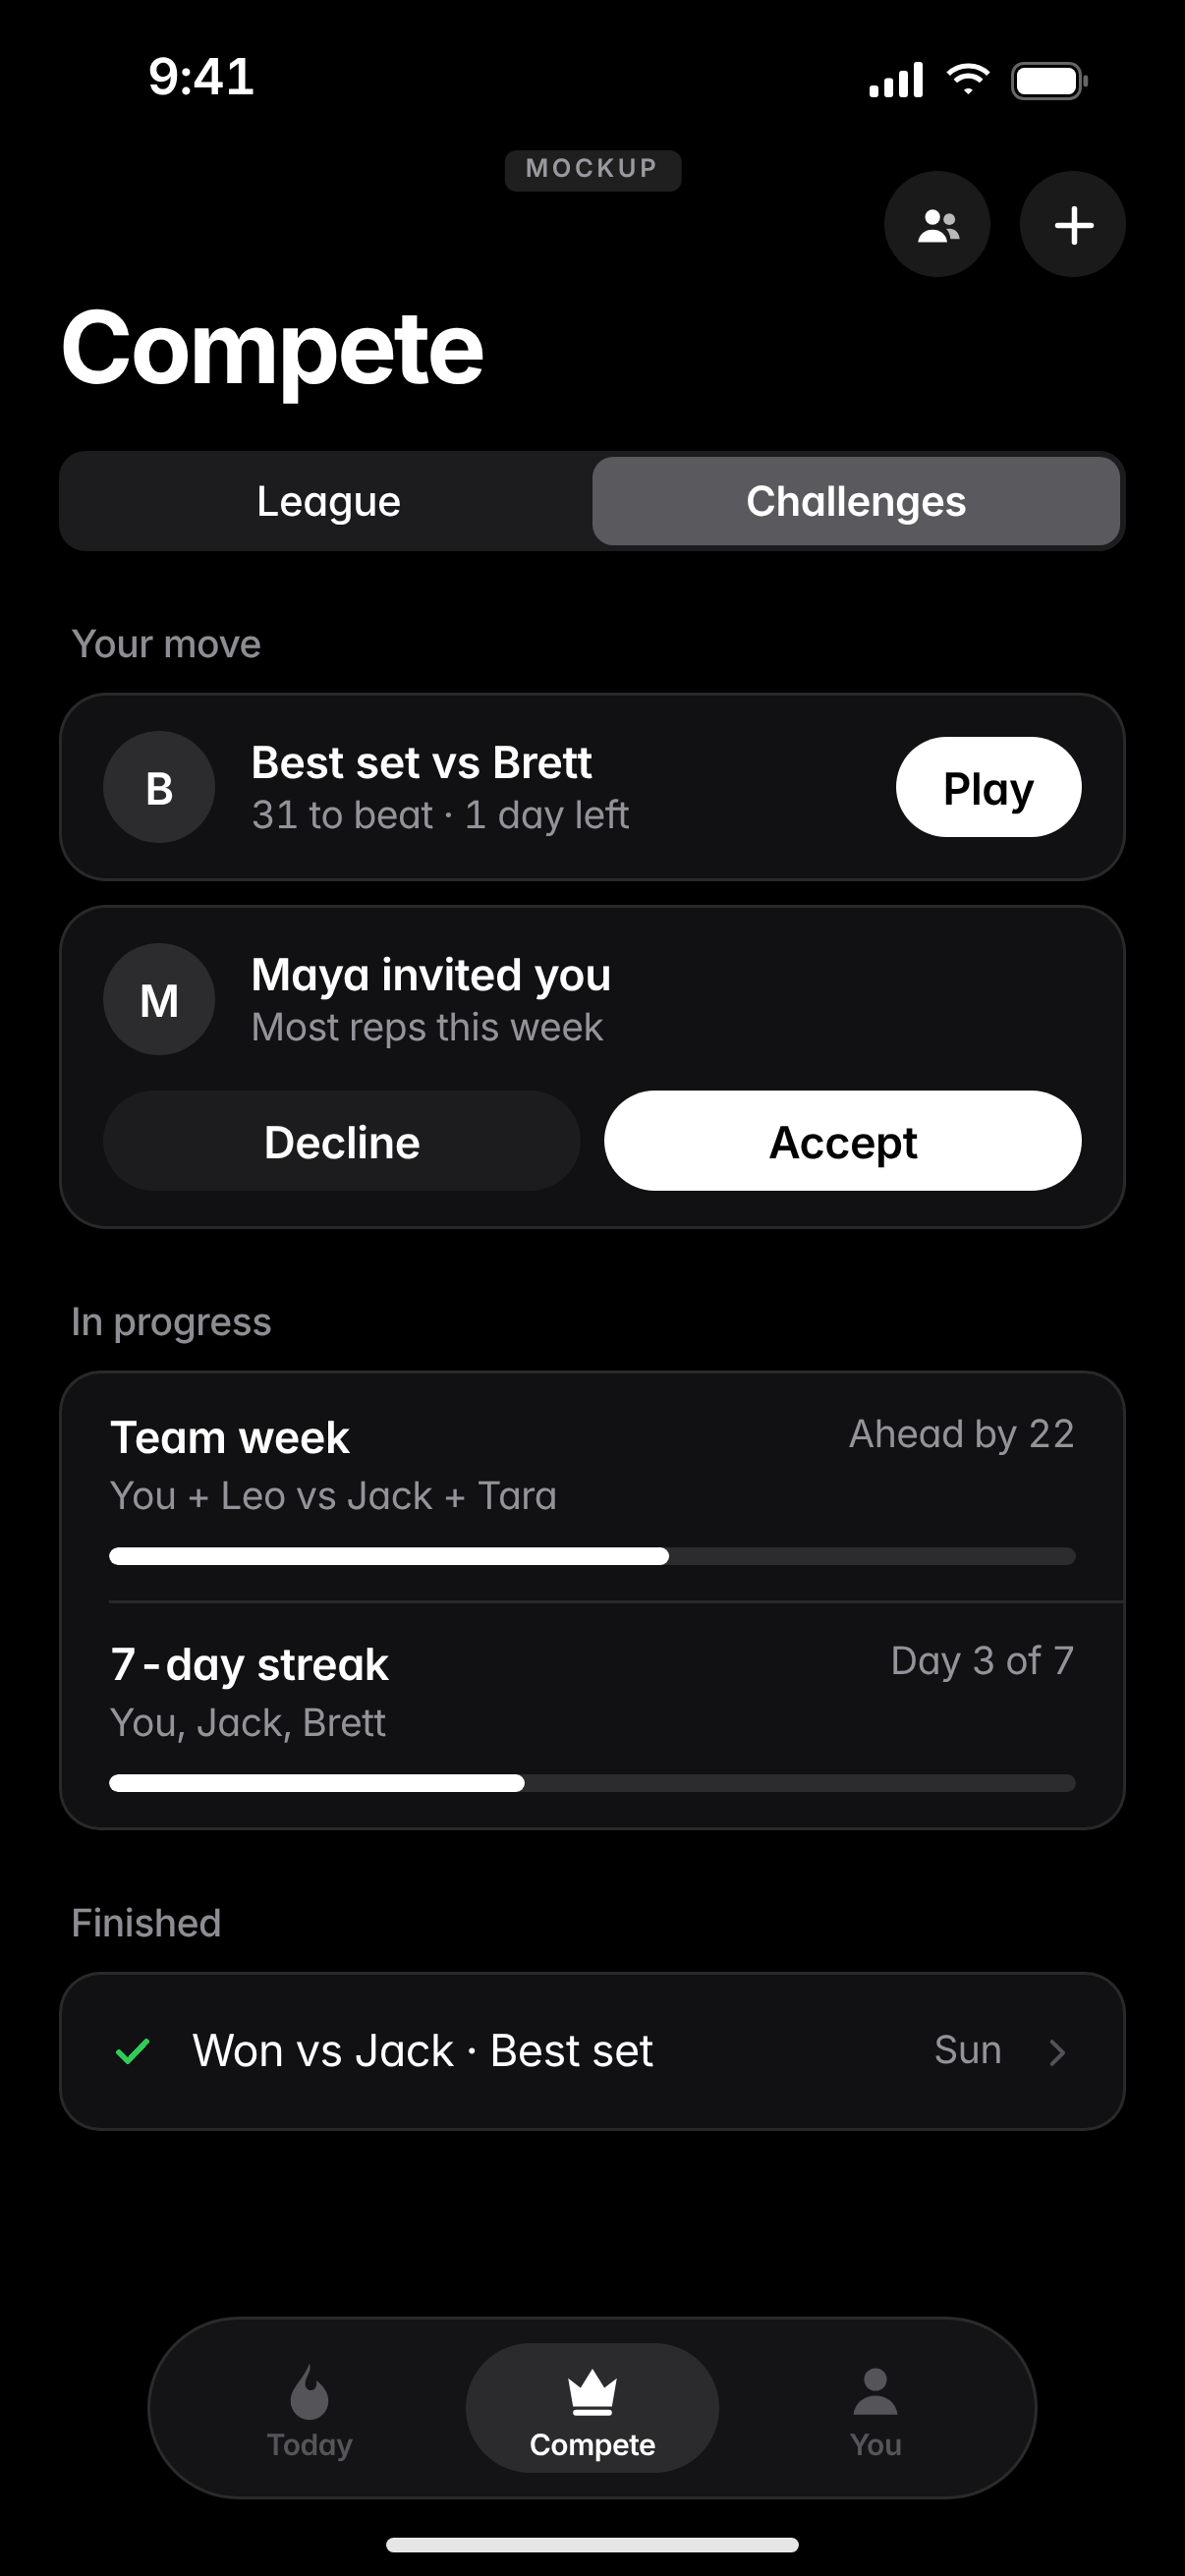 9:41
MOCKUP
Compete
League
Challenges
Your move
B
Best set vs Brett
31 to beat · 1 day left
Play
M
Maya invited you
Most reps this week
Decline
Accept
In progress
Team week
Ahead by 22
You + Leo vs Jack + Tara
7-day streak
Day 3 of 7
You, Jack, Brett
Finished
Won vs Jack · Best set
Sun
Today
Compete
You